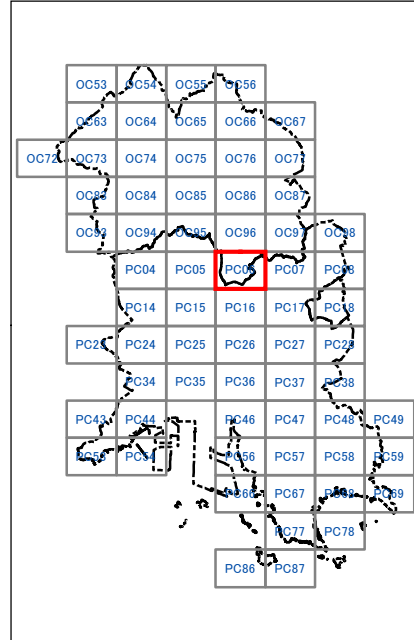 OC53 OC54 OC55 OC56
OC63 OC64 OC65 OC66 OC67
OC72 OC73 OC74 OC75 OC76 OC77
OC83 OC84 OC85 OC86 OC87
OC93 OC94 OC95 OC96 OC97 OC98
PC04 PC05 PC06 PC07 PC08
PC14 PC15 PC16 PC17 PC18
PC23 PC24 PC25 PC26 PC27 PC28
PC34 PC35 PC36 PC37 PC38
PC43 PC44 PC46 PC47 PC48 PC49
PC53 PC54 PC56 PC57 PC58 PC59
PC66 PC67 PC68 PC69
PC77 PC78
PC86 PC87